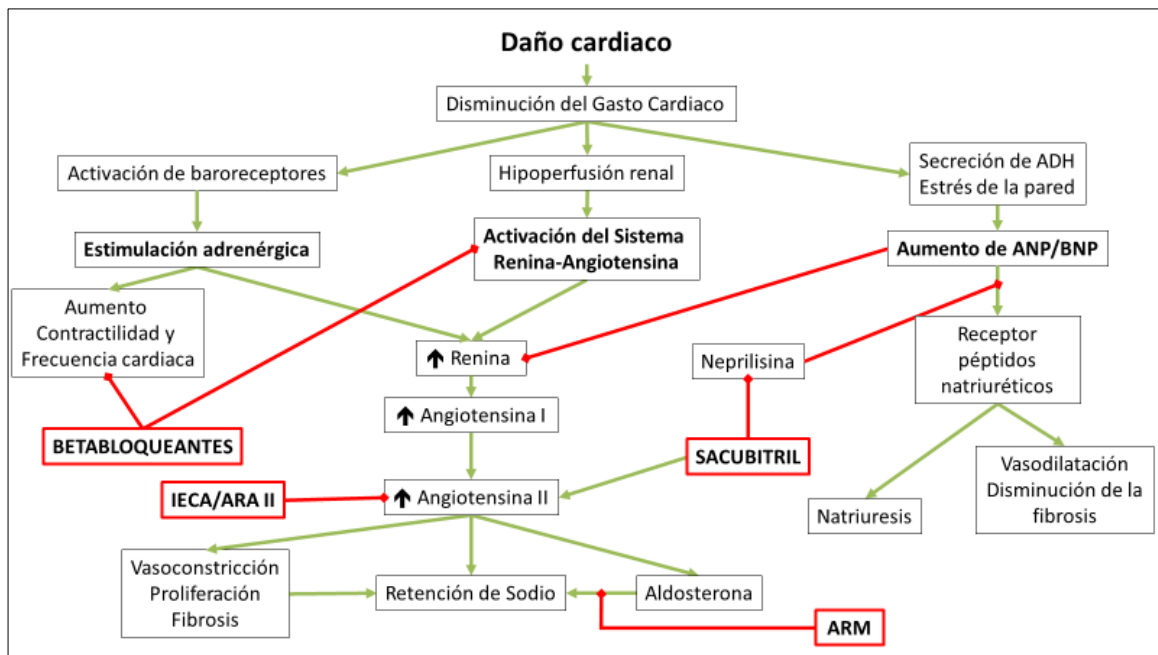 Daño cardiaco
Disminución del Gasto Cardiaco
Activación de baroreceptores
Hipoperfusión renal
Secreción de ADH
Estrés de la pared
Estimulación adrenérgica
Activación del Sistema
Renina-Angiotensina
Aumento de ANP/BNP
Aumento
Contractilidad y
Frecuencia cardiaca
↑ Renina
Neprilisina
Receptor
péptidos
natriuréticos
↑ Angiotensina I
BETABLOQUEANTES
SACUBITRIL
IECA/ARA II
↑ Angiotensina II
Natriuresis
Vasodilatación
Disminución de la
fibrosis
Vasoconstricción
Proliferación
Fibrosis
Retención de Sodio
Aldosterona
ARM